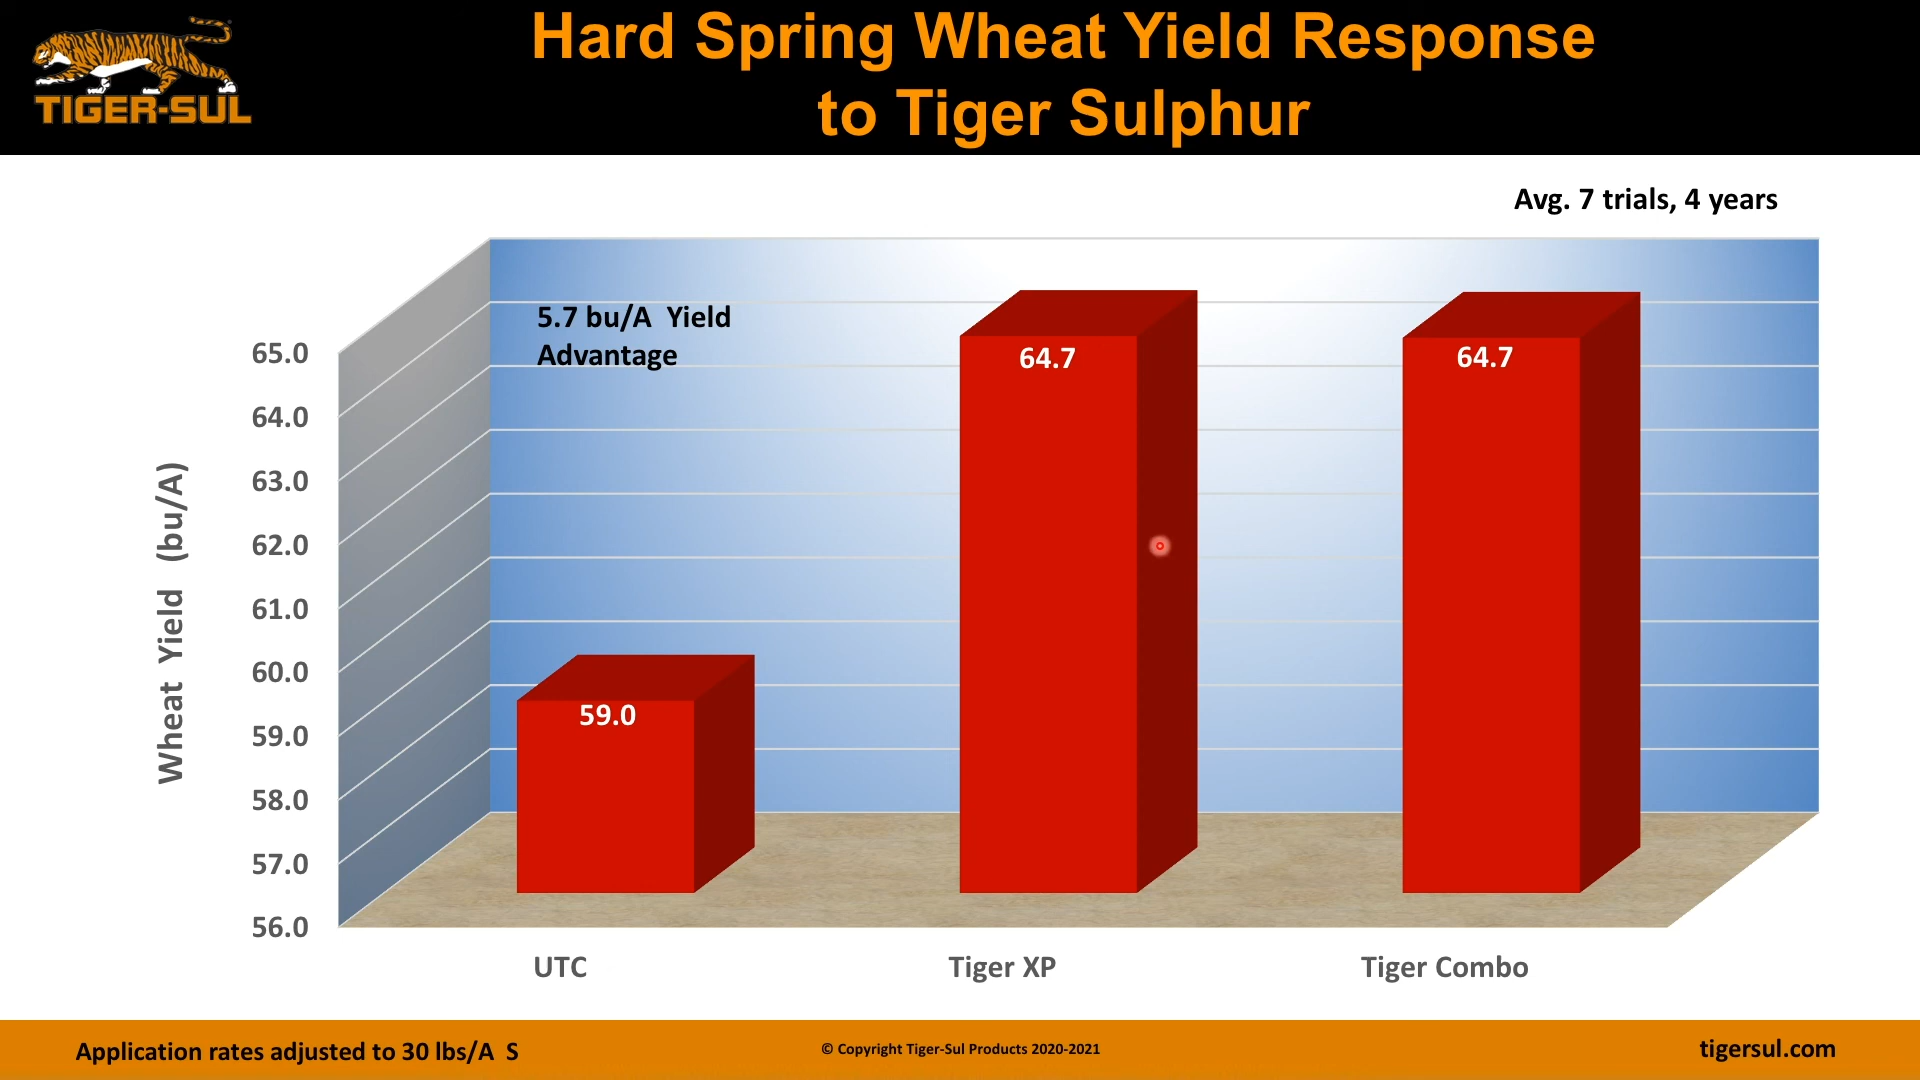 TIGER-SUL
Hard Spring Wheat Yield Response
to Tiger Sulphur
Avg. 7 trials, 4 years
5.7 bu/A  Yield
Advantage
Wheat Yield (bu/A)
65.0
64.0
63.0
62.0
61.0
60.0
59.0
58.0
57.0
56.0
59.0
64.7
64.7
UTC
Tiger XP
Tiger Combo
Application rates adjusted to 30 lbs/A  S
© Copyright Tiger-Sul Products 2020-2021
tigersul.com